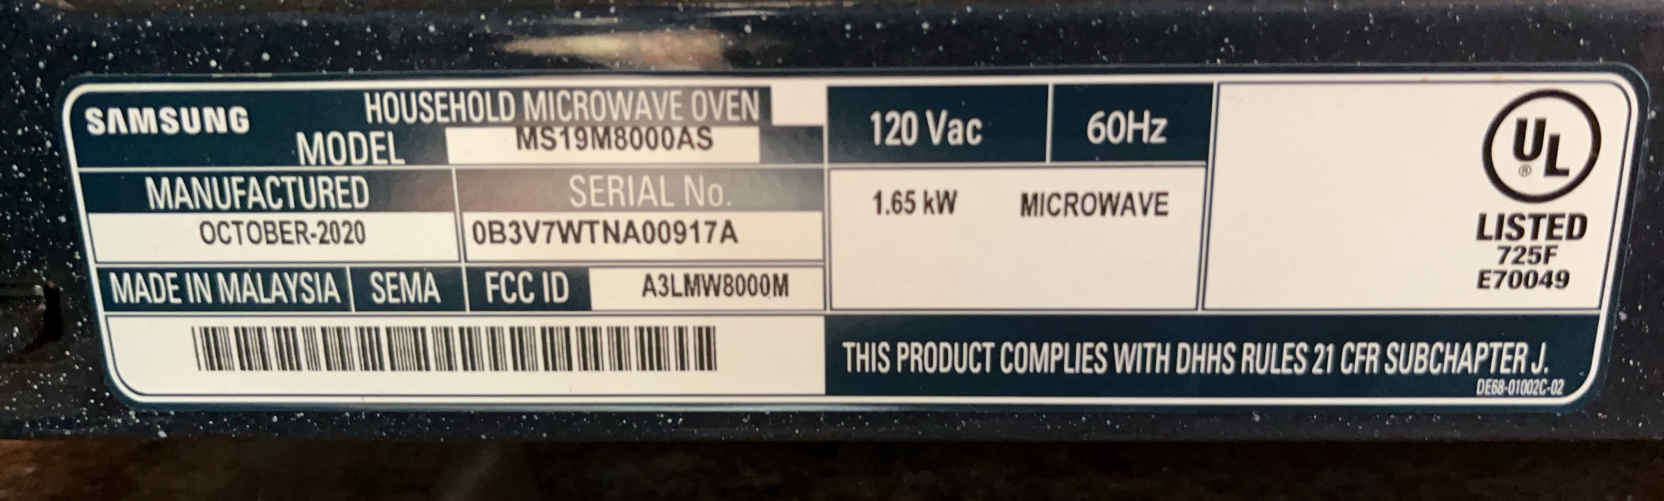 SAMSUNG
HOUSEHOLD MICROWAVE OVEN
MODEL MS19M8000AS
120 Vac 60Hz
UL
®
MANUFACTURED SERIAL No.
OCTOBER-2020 0B3V7WTNA00917A
1.65 kW MICROWAVE
LISTED
725F
E70049
MADE IN MALAYSIA SEMA FCC ID A3LMW8000M
THIS PRODUCT COMPLIES WITH DHHS RULES 21 CFR SUBCHAPTER J.
DE68-01002C-02